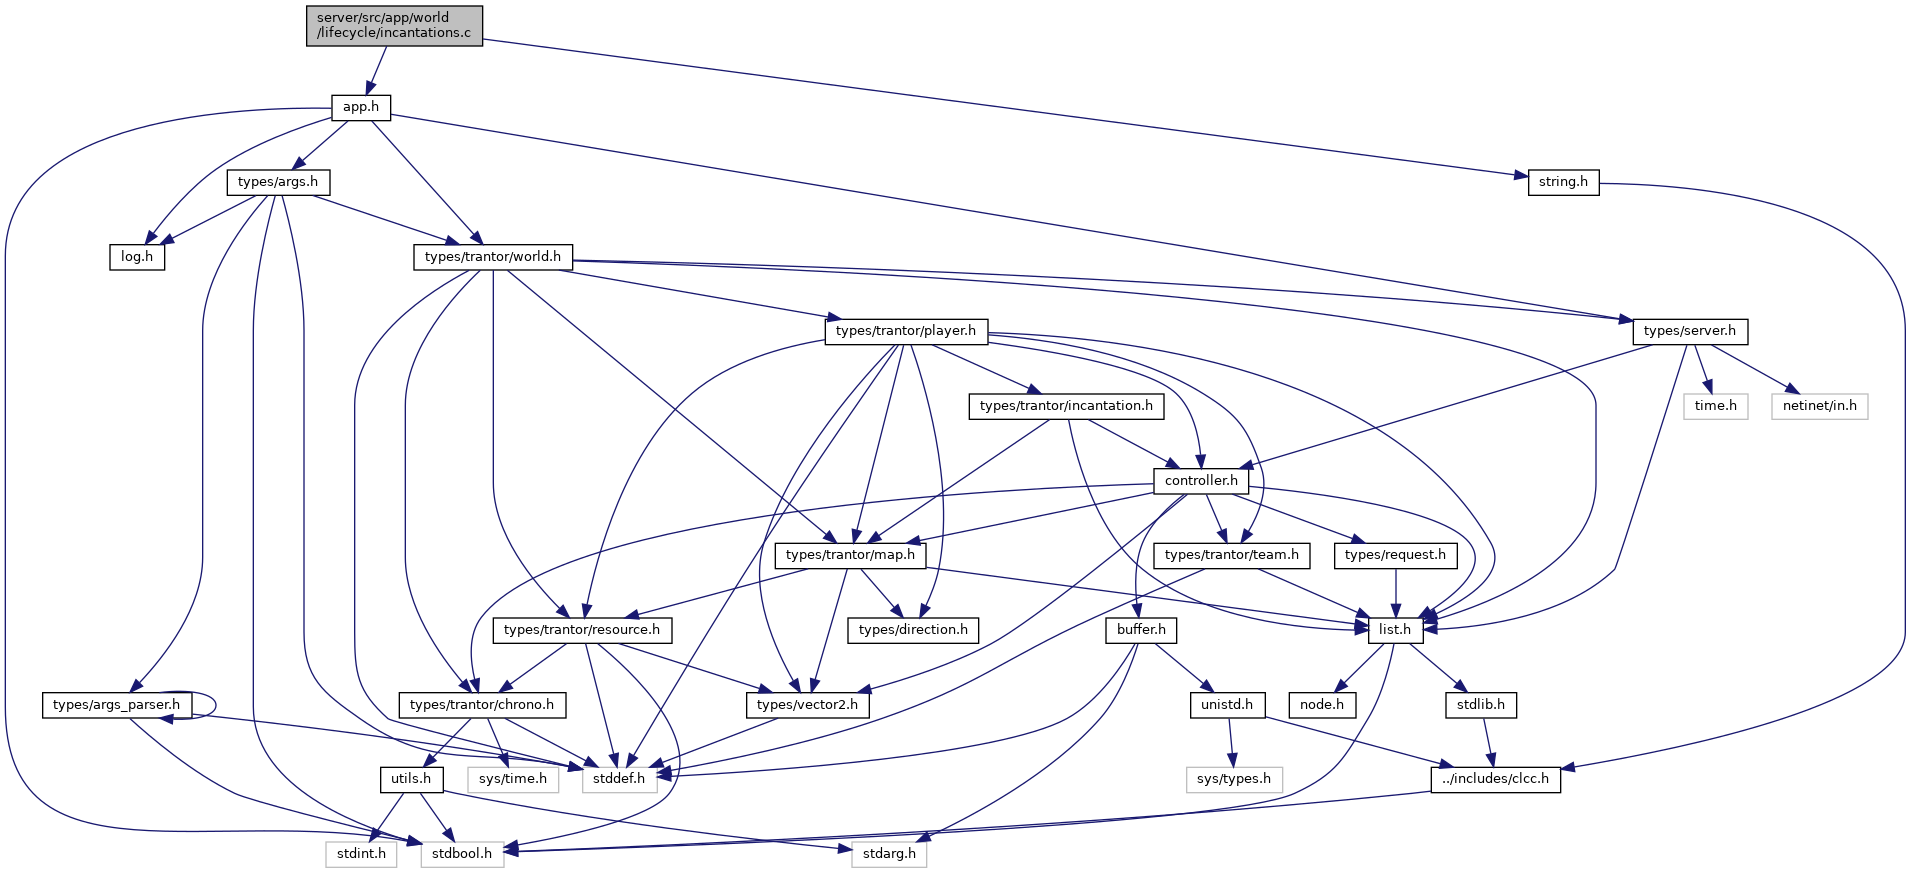 server/src/app/world
/lifecycle/incantations.c
app.h
types/args.h
string.h
log.h
types/trantor/world.h
types/trantor/player.h
types/server.h
types/trantor/incantation.h
time.h
netinet/in.h
controller.h
types/trantor/map.h
types/trantor/team.h
types/request.h
types/trantor/resource.h
types/direction.h
buffer.h
list.h
types/args_parser.h
types/trantor/chrono.h
types/vector2.h
unistd.h
node.h
stdlib.h
utils.h
sys/time.h
stddef.h
sys/types.h
../includes/clcc.h
stdint.h
stdbool.h
stdarg.h